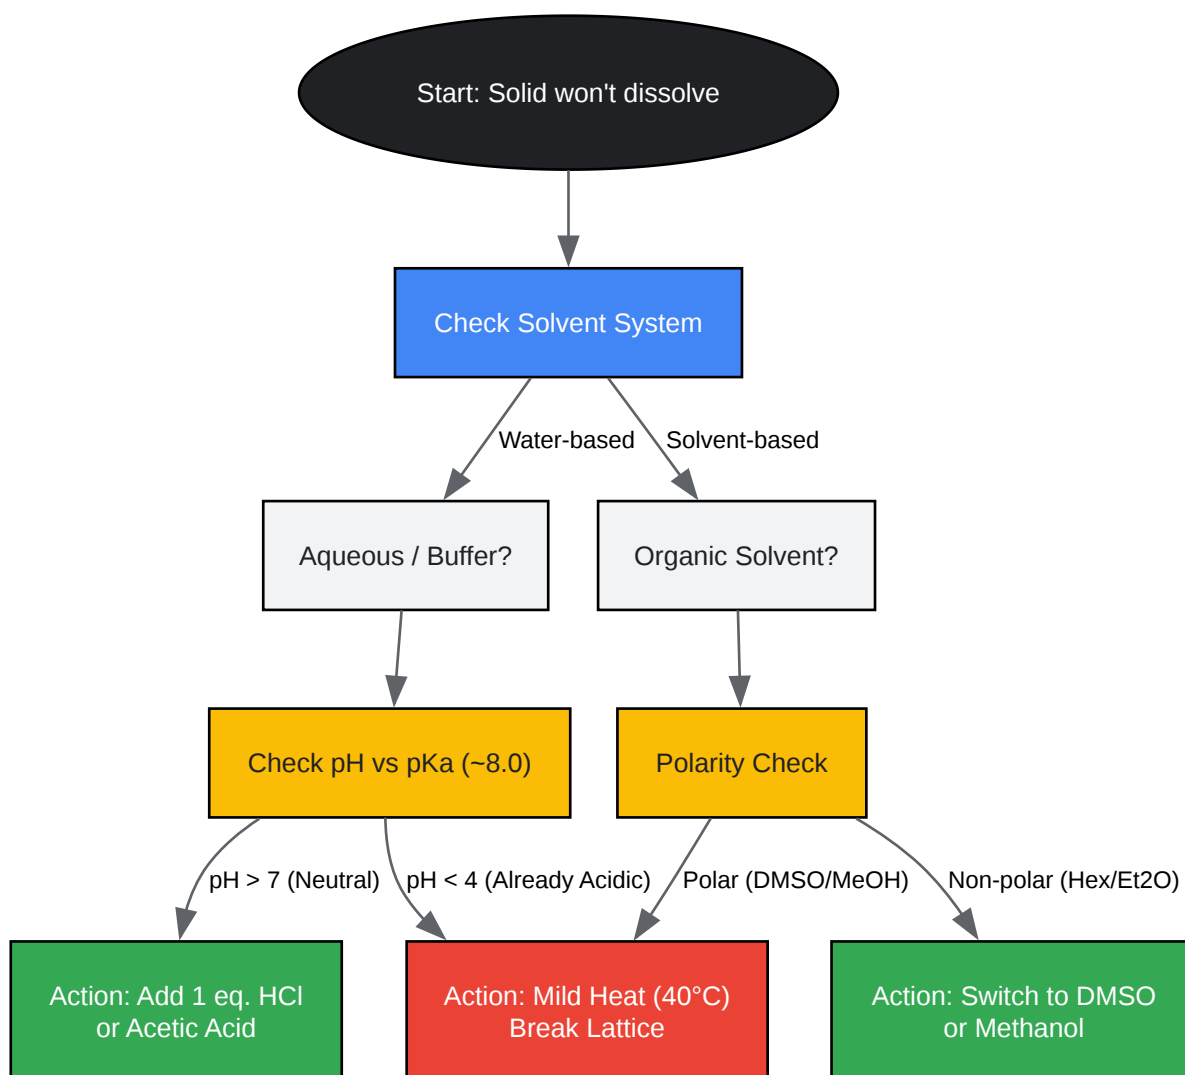 Start: Solid won't dissolve
Check Solvent System
Water-based
Solvent-based
Aqueous / Buffer?
Organic Solvent?
Check pH vs pKa (~8.0)
Polarity Check
pH > 7 (Neutral)
pH < 4 (Already Acidic)
Polar (DMSO/MeOH)
Non-polar (Hex/Et2O)
Action: Add 1 eq. HCl
or Acetic Acid
Action: Mild Heat (40°C)
Break Lattice
Action: Switch to DMSO
or Methanol